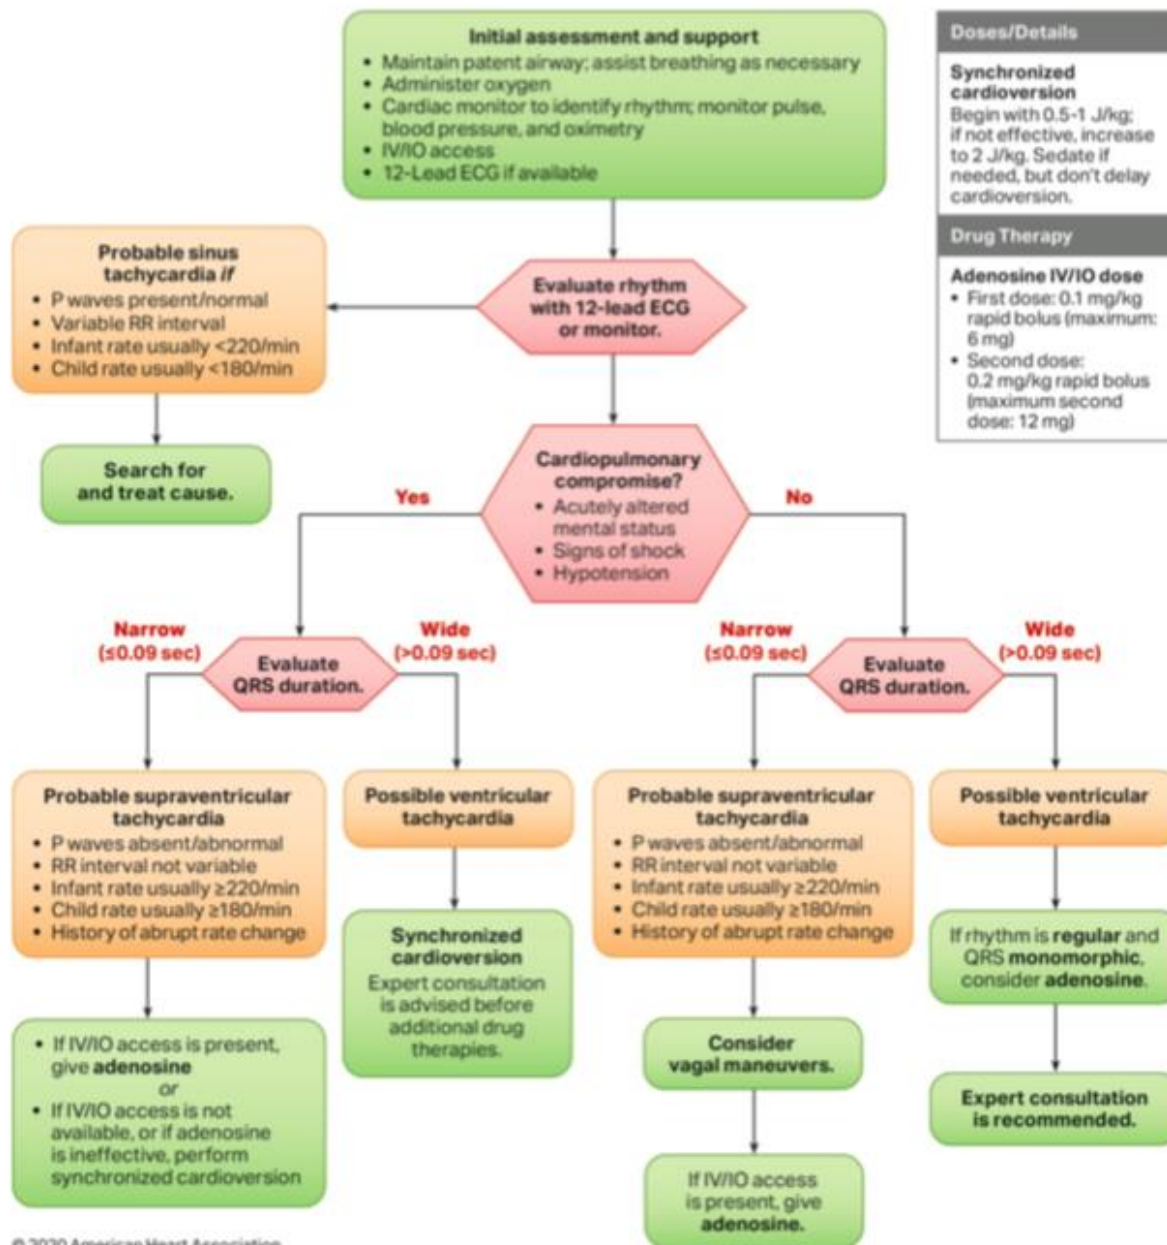 Initial assessment and support
• Maintain patent airway; assist breathing as necessary
• Administer oxygen
• Cardiac monitor to identify rhythm; monitor pulse,
blood pressure, and oximetry
• IV/IO access
• 12-Lead ECG if available
Doses/Details
Synchronized
cardioversion
Begin with 0.5-1 J/kg;
if not effective, increase
to 2 J/kg. Sedate if
needed, but don't delay
cardioversion.
Drug Therapy
Adenosine IV/IO dose
• First dose: 0.1 mg/kg
rapid bolus (maximum:
6 mg)
• Second dose:
0.2 mg/kg rapid bolus
(maximum second
dose: 12 mg)
Probable sinus
tachycardia if
• P waves present/normal
• Variable RR interval
• Infant rate usually <220/min
• Child rate usually <180/min
Evaluate rhythm
with 12-lead ECG
or monitor.
Search for
and treat cause.
Cardiopulmonary
compromise?
• Acutely altered
mental status
• Signs of shock
• Hypotension
Yes
No
Narrow
(≤0.09 sec)
Evaluate
QRS duration.
Wide
(>0.09 sec)
Narrow
(≤0.09 sec)
Evaluate
QRS duration.
Wide
(>0.09 sec)
Probable supraventricular
tachycardia
• P waves absent/abnormal
• RR interval not variable
• Infant rate usually ≥220/min
• Child rate usually ≥180/min
• History of abrupt rate change
Possible ventricular
tachycardia
Probable supraventricular
tachycardia
• P waves absent/abnormal
• RR interval not variable
• Infant rate usually ≥220/min
• Child rate usually ≥180/min
• History of abrupt rate change
Possible ventricular
tachycardia
• If IV/IO access is present,
give adenosine
or
• If IV/IO access is not
available, or if adenosine
is ineffective, perform
synchronized cardioversion
Synchronized
cardioversion
Expert consultation
is advised before
additional drug
therapies.
Consider
vagal maneuvers.
If IV/IO access
is present, give
adenosine.
If rhythm is regular and
QRS monomorphic,
consider adenosine.
Expert consultation
is recommended.
© 2020 American Heart Association